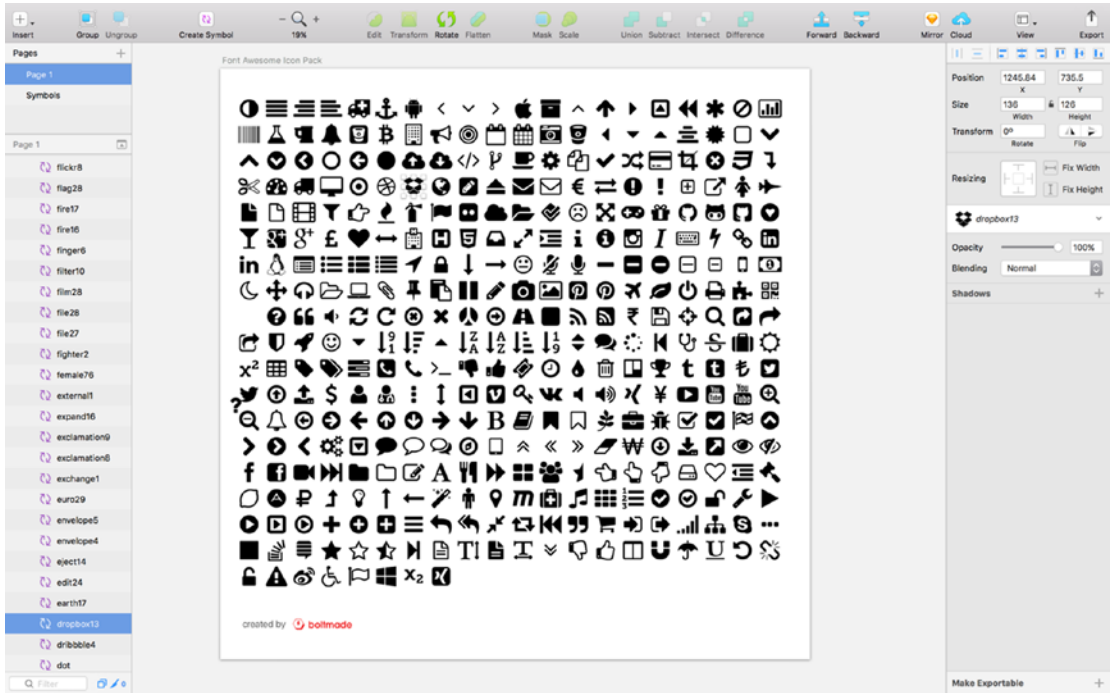 Insert Group Ungroup Create Symbol 19% Edit Transform Rotate Flatten Mask Scale Union Subtract Intersect Difference Forward Backward Mirror Cloud View Export
Pages
Page 1
Symbols
Page 1
flickr8
flag28
fire17
fire16
finger6
filter10
film28
file28
file27
fighter2
female76
external1
expand16
exclamation9
exclamation8
exchange1
euro29
envelope5
envelope4
eject14
edit24
earth17
dropbox13
dribbble4
dot
Filter
6
Font Awesome Icon Pack
created by boltmade
Position 1245.84 735.5
X Y
Size 136 126
Width Height
Transform 0°
Rotate Flip
Resizing Fix Width
Fix Height
dropbox13
Opacity 100%
Blending Normal
Shadows
Make Exportable